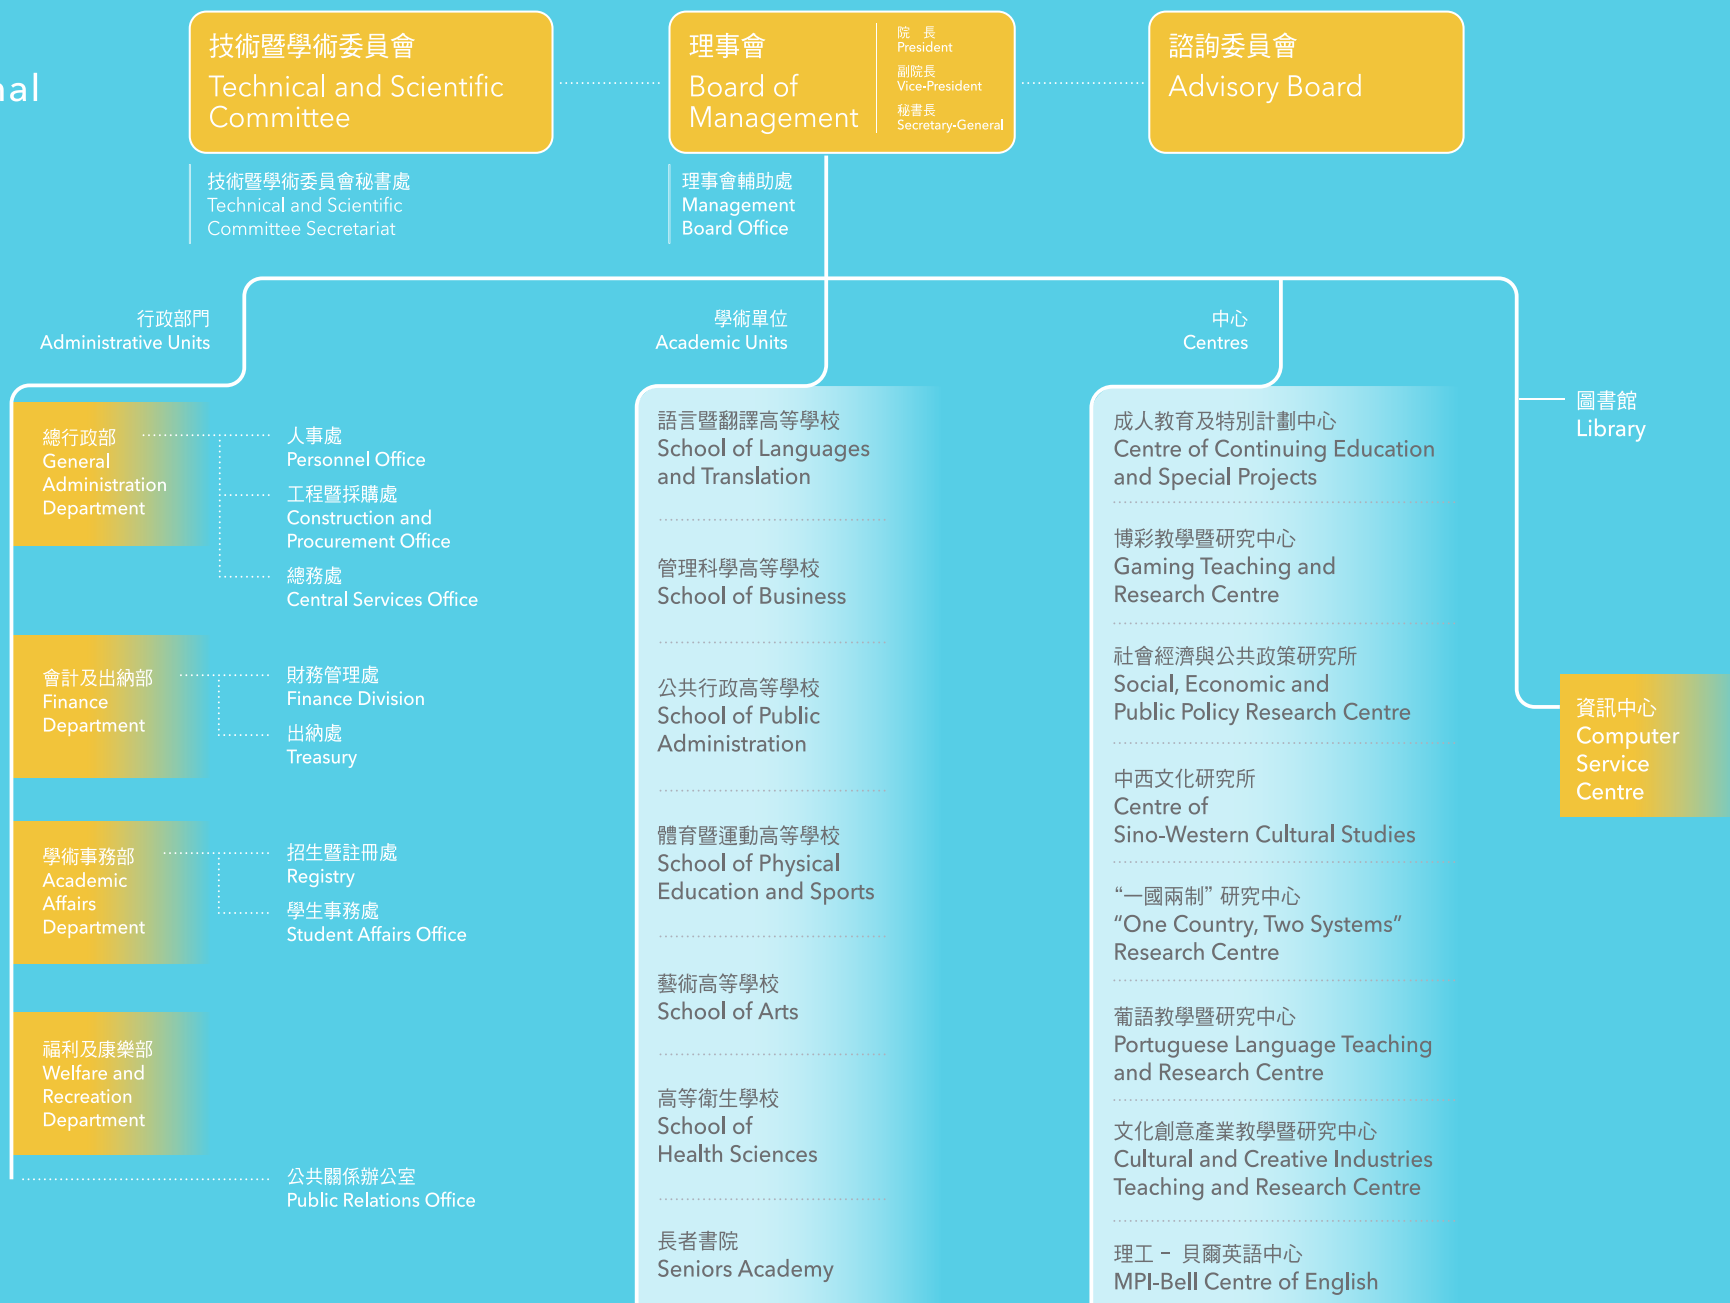 nal
技術暨學術委員會
Technical and Scientific
Committee
理事會
Board of
Management
院 長
President
副院長
Vice-President
秘書長
Secretary-General
諮詢委員會
Advisory Board
技術暨學術委員會秘書處
Technical and Scientific
Committee Secretariat
理事會輔助處
Management
Board Office
行政部門
Administrative Units
學術單位
Academic Units
中心
Centres
總行政部
General
Administration
Department
人事處
Personnel Office
工程暨採購處
Construction and
Procurement Office
總務處
Central Services Office
會計及出納部
Finance
Department
財務管理處
Finance Division
出納處
Treasury
學術事務部
Academic
Affairs
Department
招生暨註冊處
Registry
學生事務處
Student Affairs Office
福利及康樂部
Welfare and
Recreation
Department
公共關係辦公室
Public Relations Office
語言暨翻譯高等學校
School of Languages
and Translation
管理科學高等學校
School of Business
公共行政高等學校
School of Public
Administration
體育暨運動高等學校
School of Physical
Education and Sports
藝術高等學校
School of Arts
高等衛生學校
School of
Health Sciences
長者書院
Seniors Academy
成人教育及特別計劃中心
Centre of Continuing Education
and Special Projects
博彩教學暨研究中心
Gaming Teaching and
Research Centre
社會經濟與公共政策研究所
Social, Economic and
Public Policy Research Centre
中西文化研究所
Centre of
Sino-Western Cultural Studies
“一國兩制” 研究中心
“One Country, Two Systems”
Research Centre
葡語教學暨研究中心
Portuguese Language Teaching
and Research Centre
文化創意產業教學暨研究中心
Cultural and Creative Industries
Teaching and Research Centre
理工 – 貝爾英語中心
MPI-Bell Centre of English
圖書館
Library
資訊中心
Computer
Service
Centre